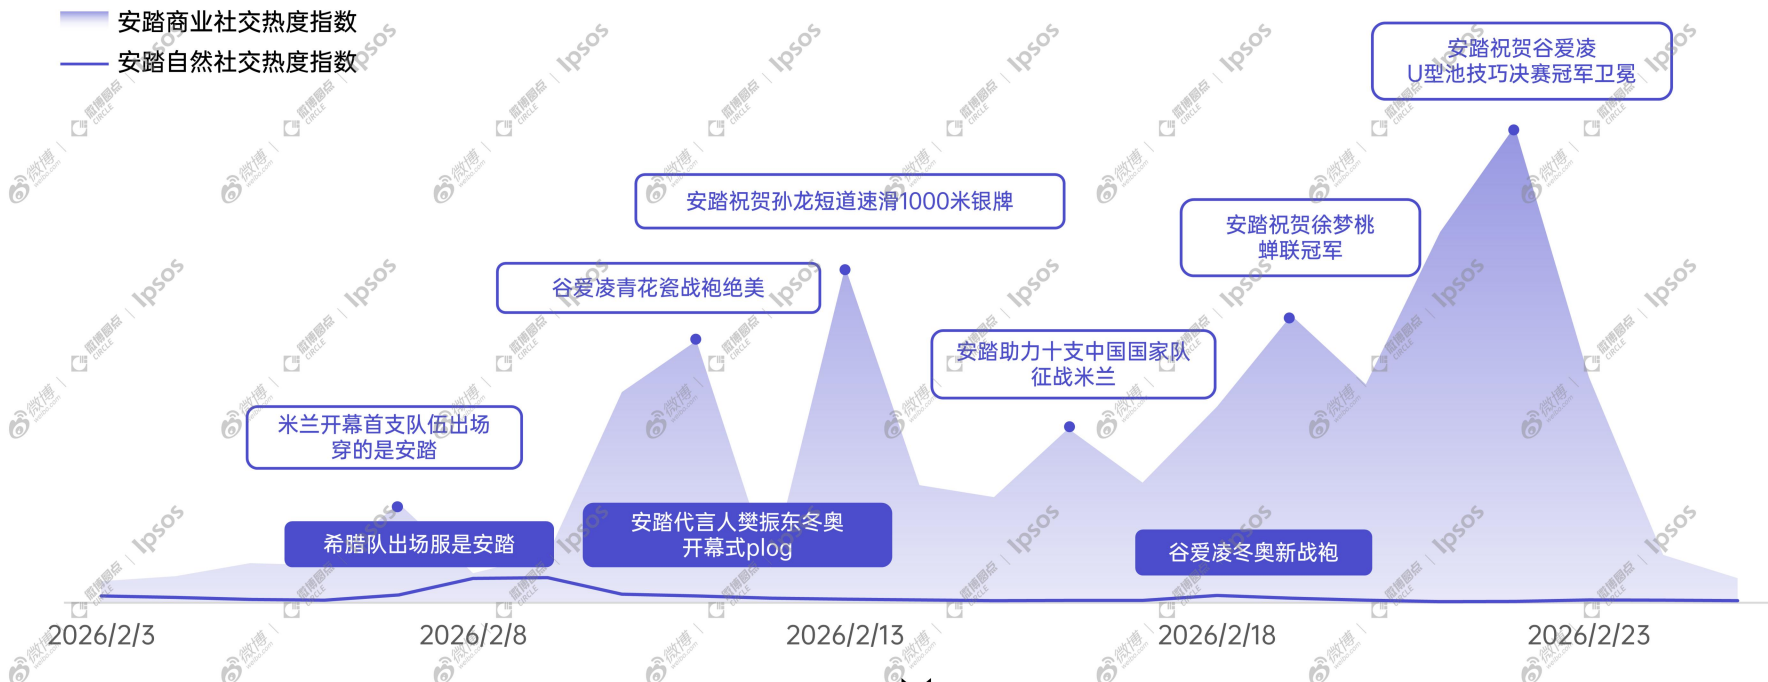 安踏商业社交热度指数
安踏自然社交热度指数
安踏祝贺谷爱凌
U型池技巧决赛冠军卫冕
安踏祝贺孙龙短道速滑1000米银牌
安踏祝贺徐梦桃
蝉联冠军
谷爱凌青花瓷战袍绝美
安踏助力十支中国国家队
征战米兰
米兰开幕首支队伍出场
穿的是安踏
希腊队出场服是安踏
安踏代言人樊振东冬奥
开幕式plog
谷爱凌冬奥新战袍
2026/2/3
2026/2/8
2026/2/13
2026/2/18
2026/2/23
微博
weibo.com
CIRCLE
Ipsos